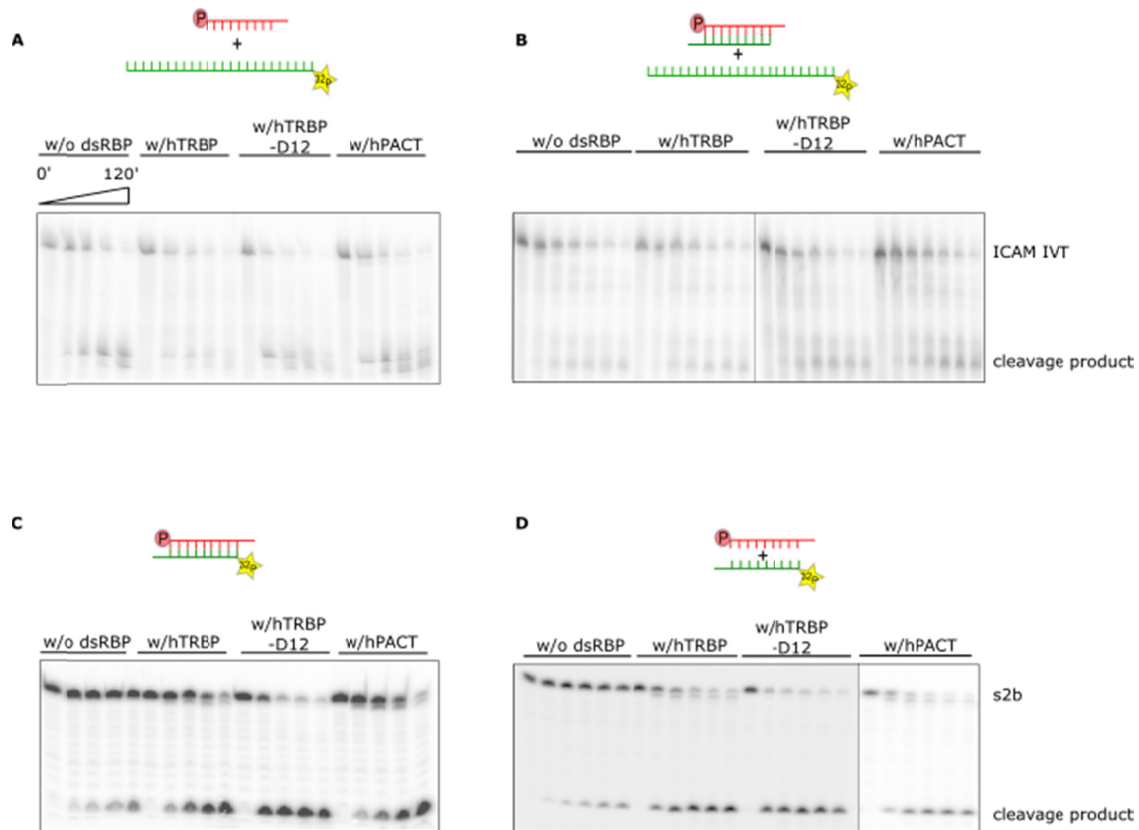 A
P
+
32p
w/o dsRBP
w/hTRBP
w/hTRBP
-D12
w/hPACT
0'
120'
B
P
+
32p
w/o dsRBP
w/hTRBP
w/hTRBP
-D12
w/hPACT
ICAM IVT
cleavage product
C
P
32p
w/o dsRBP
w/hTRBP
w/hTRBP
-D12
w/hPACT
D
P
+
32p
w/o dsRBP
w/hTRBP
w/hTRBP
-D12
w/hPACT
s2b
cleavage product